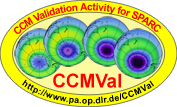 CCM Validation Activity for SPARC
CCMVal
http://www.pa.op.dlr.de/CCMVal